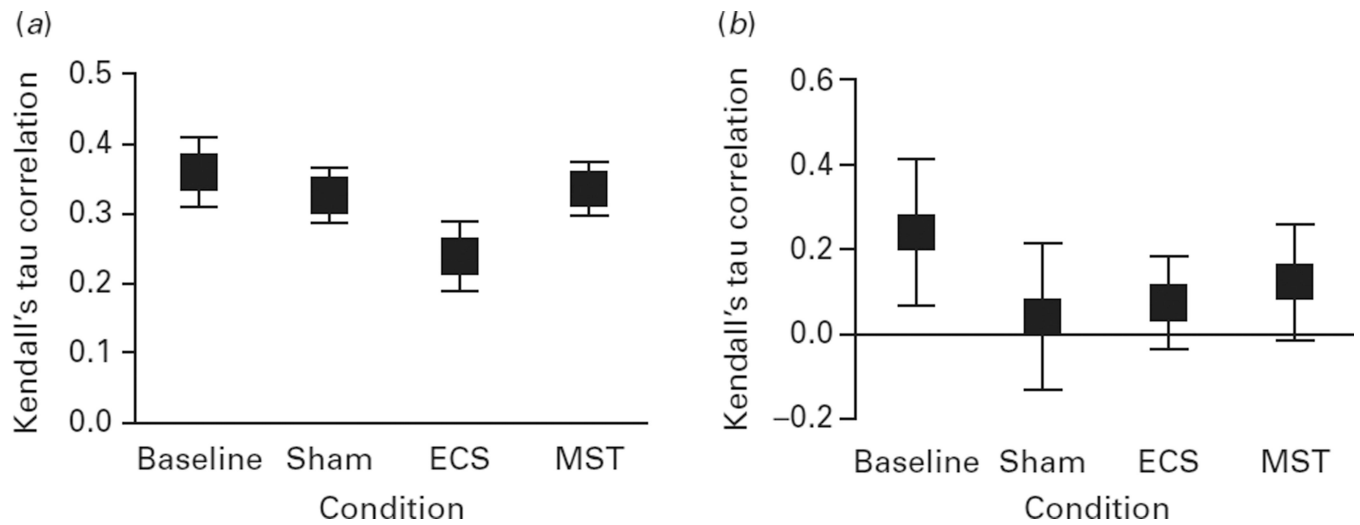 (a)
Kendall's tau correlation
0.5
0.4
0.3
0.2
0.1
0.0
Baseline Sham ECS MST
Condition
(b)
Kendall's tau correlation
0.6
0.4
0.2
0.0
–0.2
Baseline Sham ECS MST
Condition